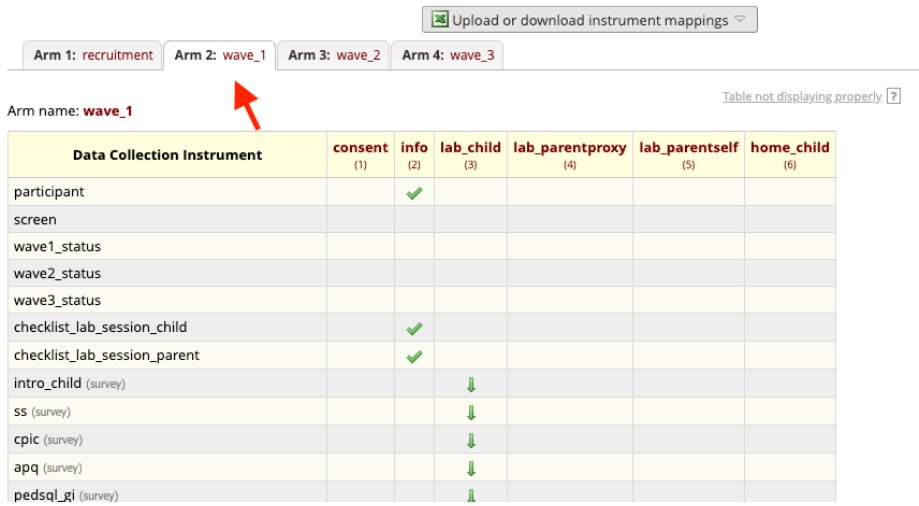 Upload or download instrument mappings
Arm 1: recruitment Arm 2: wave_1 Arm 3: wave_2 Arm 4: wave_3
Table not displaying properly ?
Arm name: wave_1
Data Collection Instrument consent info lab_child lab_parentproxy lab_parentself home_child
(1) (2) (3) (4) (5) (6)
participant
screen
wave1_status
wave2_status
wave3_status
checklist_lab_session_child
checklist_lab_session_parent
intro_child (survey)
ss (survey)
cpic (survey)
apq (survey)
pedsql_gi (survey)